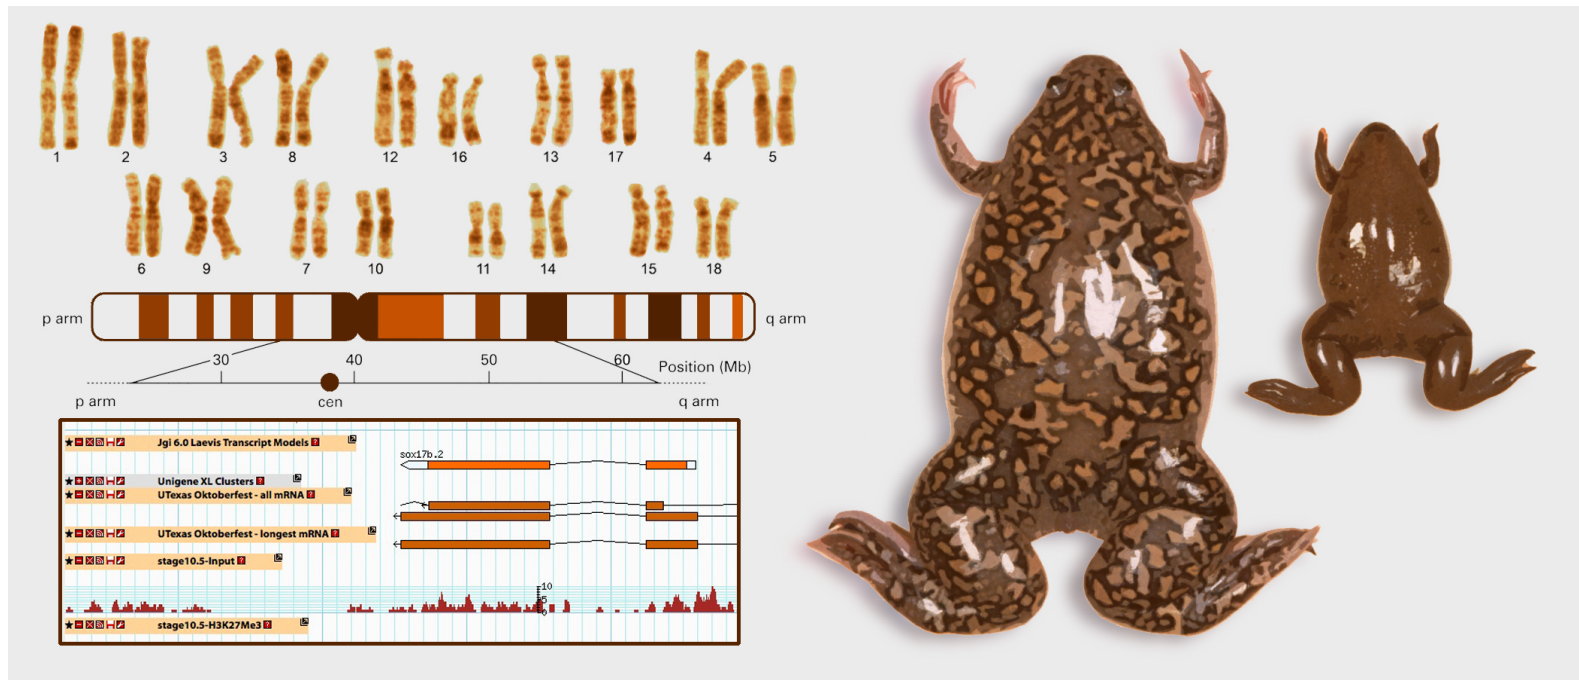 1 2 3 8 12 16 13 17 4 5
6 9 7 10 11 14 15 18
p arm q arm
30 40 50 60 Position (Mb)
p arm cen q arm
Jgi 6.0 Laevis Transcript Models ?
sox17b.2
Unigene XL Clusters ?
UTexas Oktoberfest - all mRNA ?
UTexas Oktoberfest - longest mRNA ?
stage10.5-Input ?
10
5
0
stage10.5-H3K27Me3 ?